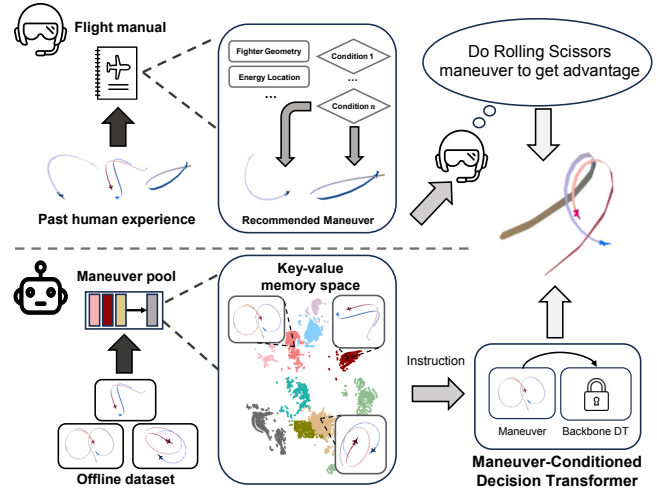 Flight manual
Fighter Geometry
Energy Location
...
Condition 1
...
Condition n
Do Rolling Scissors
maneuver to get advantage
Past human experience
Recommended Maneuver
Maneuver pool
Key-value
memory space
Instruction
Maneuver
Backbone DT
Offline dataset
Maneuver-Conditioned
Decision Transformer